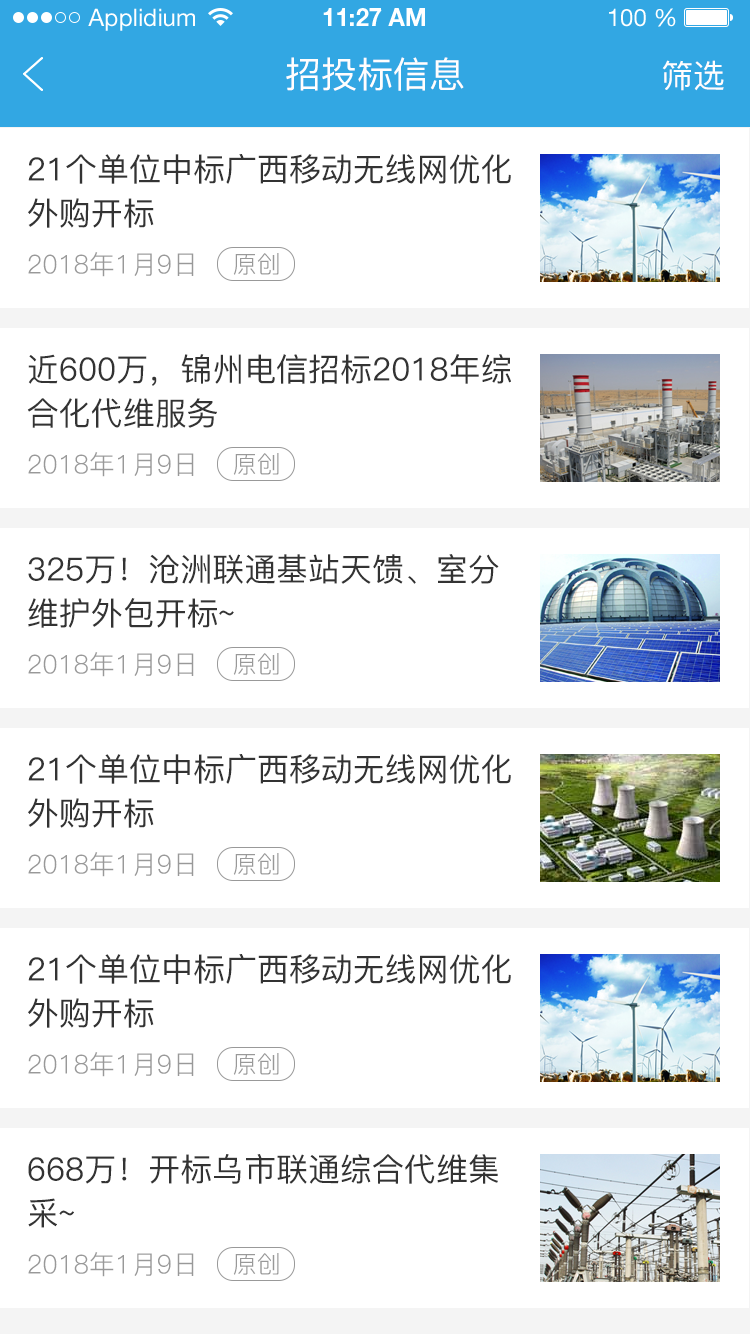 Applidium 11:27 AM 100 %
招投标信息 筛选
21个单位中标广西移动无线网优化
外购开标
2018年1月9日 原创
近600万，锦州电信招标2018年综
合化代维服务
2018年1月9日 原创
325万！沧洲联通基站天馈、室分
维护外包开标~
2018年1月9日 原创
21个单位中标广西移动无线网优化
外购开标
2018年1月9日 原创
21个单位中标广西移动无线网优化
外购开标
2018年1月9日 原创
668万！开标乌市联通综合代维集
采~
2018年1月9日 原创